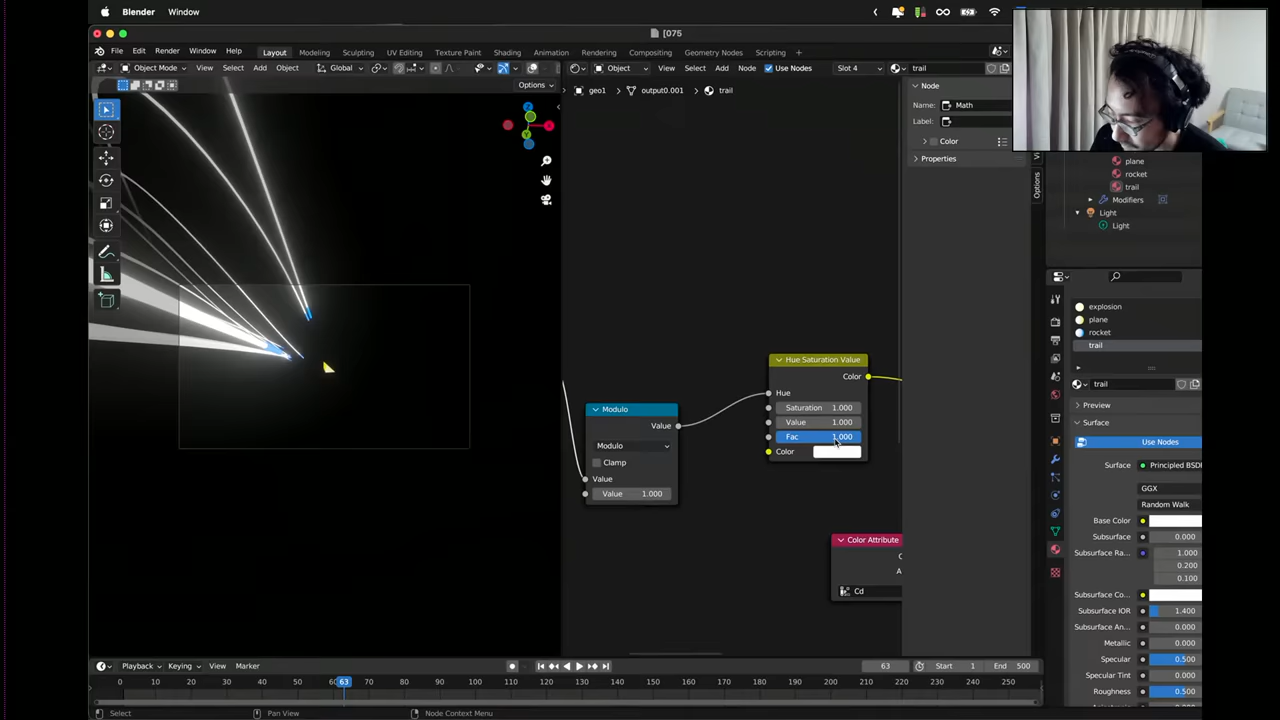 Blender Window
[075
File Edit Render Window Help Layout Modeling Sculpting UV Editing Texture Paint Shading Animation Rendering Compositing Geometry Nodes Scripting +
Object Mode View Select Add Object Global
Object View Select Add Node Use Nodes Slot 4 trail
Options
geo1 output0.001 trail
Node
Name: Math
Label:
Color
Properties
Options
plane
rocket
trail
Modifiers
Light
Light
Hue Saturation Value
Color
Hue
Saturation 1.000
Value 1.000
Fac 1.000
Color
Modulo
Value
Modulo
Clamp
Value
Value 1.000
Color Attribute
C
A
Cd
explosion
plane
rocket
trail
trail
Preview
Surface
Use Nodes
Surface Principled BSD
GGX
Random Walk
Base Color
Subsurface 0.000
Subsurface Ra... 1.000
0.200
0.100
Subsurface Co...
Subsurface IOR 1.400
Subsurface An... 0.000
Metallic 0.000
Specular 0.500
Specular Tint 0.000
Roughness 0.500
0.000
Playback Keying View Marker 63 Start 1 End 500
0 10 20 30 40 50 63 70 80 90 100 110 120 130 140 150 160 170 180 190 200 210 220 230 240 250
Select Pan View Node Context Menu